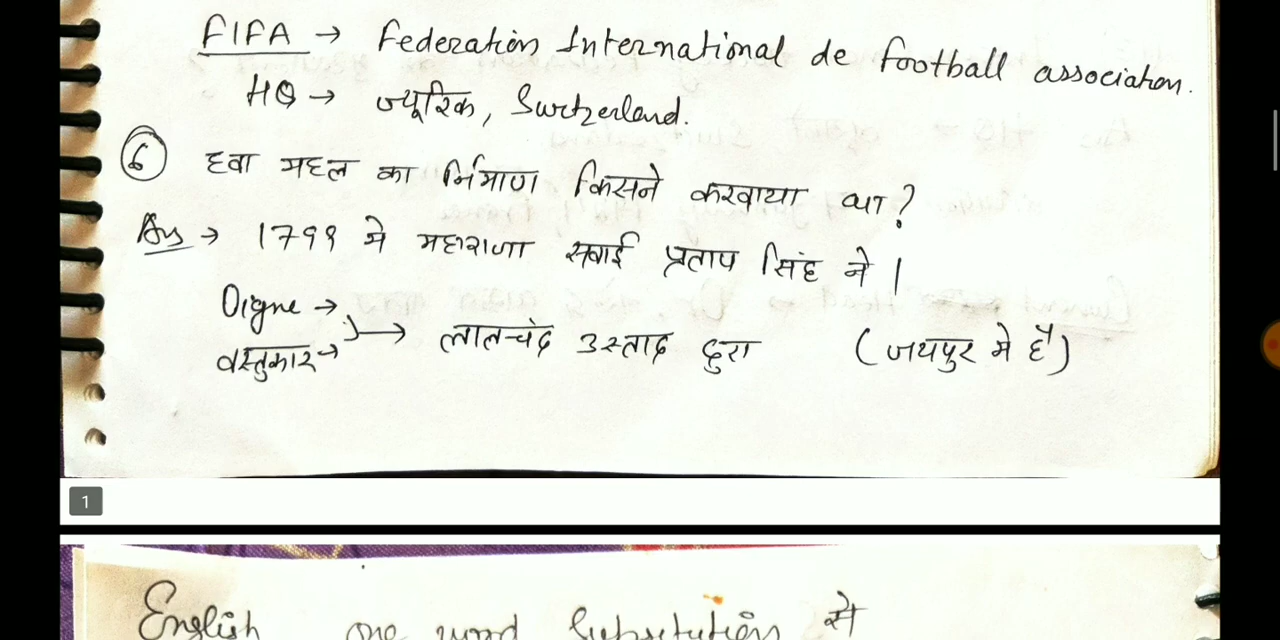 FIFA → Federation International de football association.
HQ → ज्यूरिक, Switzerland.
6 हवा महल का र्निमाण किसने करवाया था?
Ans → 1799 मे महाराजा सवाई प्रताप सिंह ने |
Digne →
वस्तुकार → → लालचंद उस्ताद द्वारा (जयपुर मे है)
1
English one word Substitution से